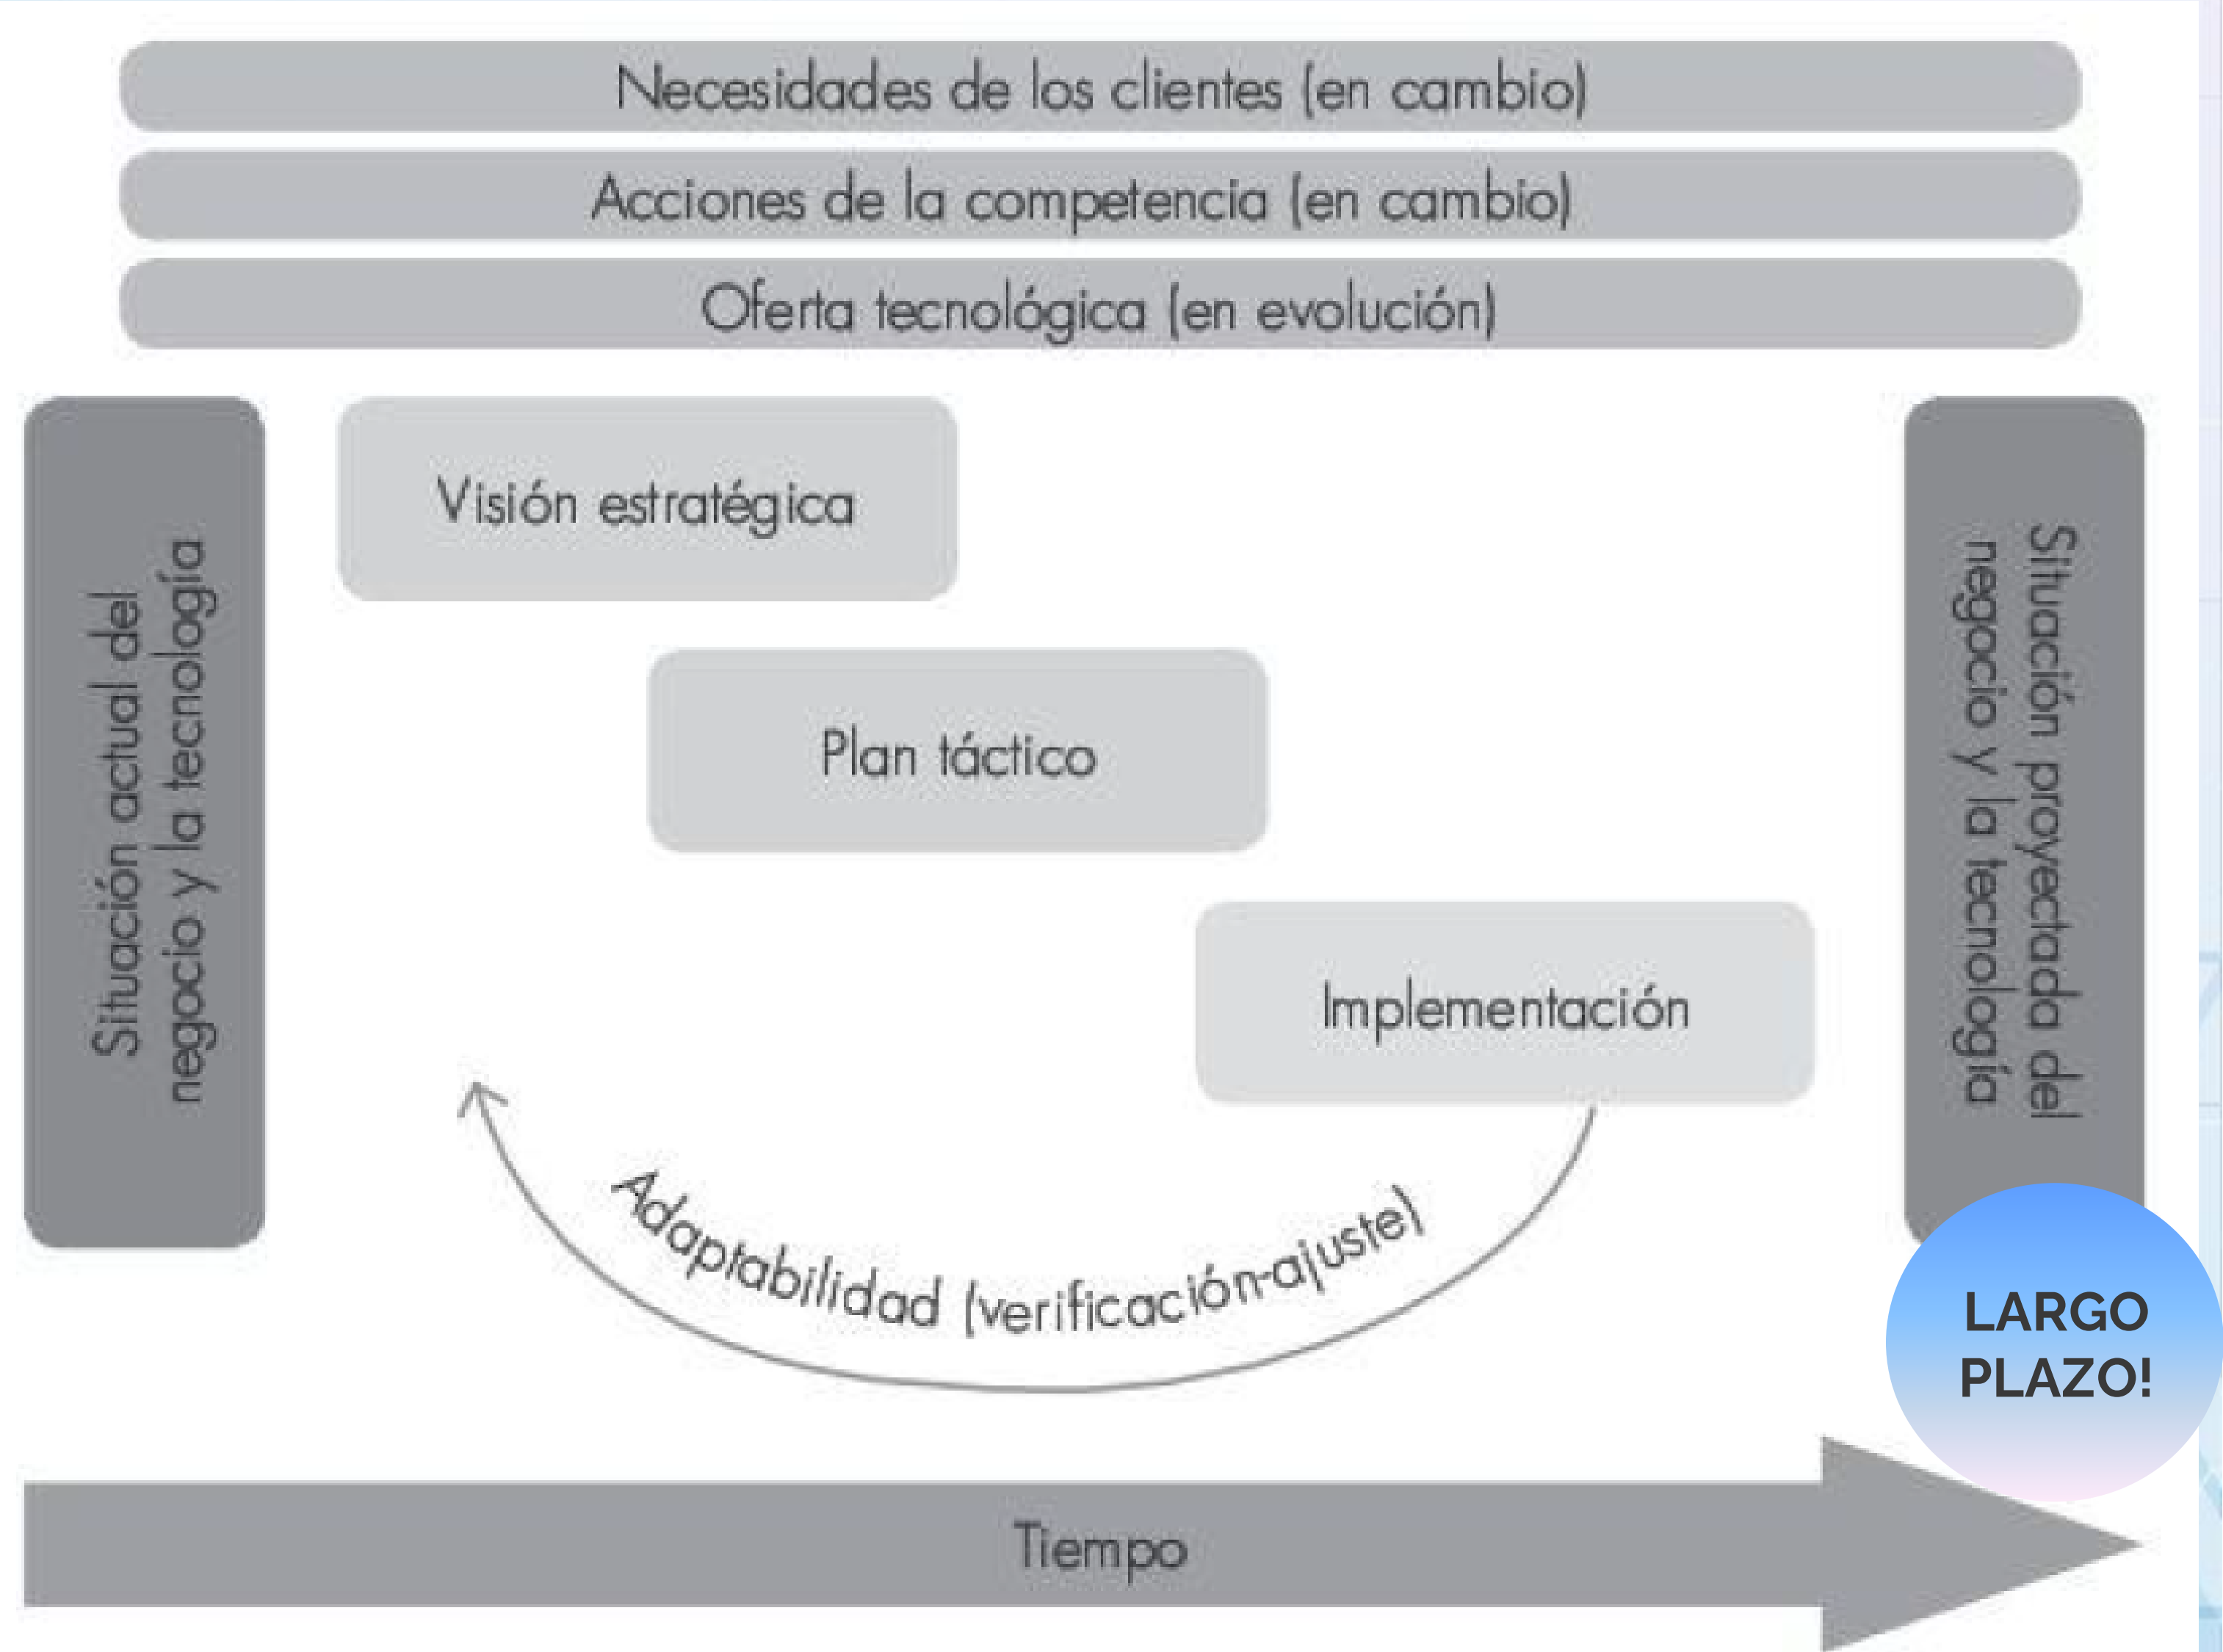 Necesidades de los clientes (en cambio)
Acciones de la competencia (en cambio)
Oferta tecnológica (en evolución)
Situación actual del
negocio y la tecnología
Visión estratégica
Plan táctico
Implementación
Situación proyectada del
negocio y la tecnología
Adaptabilidad (verificación-ajuste)
LARGO
PLAZO!
Tiempo